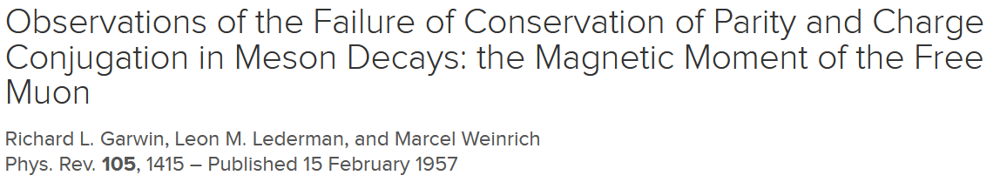 Observations of the Failure of Conservation of Parity and Charge
Conjugation in Meson Decays: the Magnetic Moment of the Free
Muon
Richard L. Garwin, Leon M. Lederman, and Marcel Weinrich
Phys. Rev. 105, 1415 – Published 15 February 1957